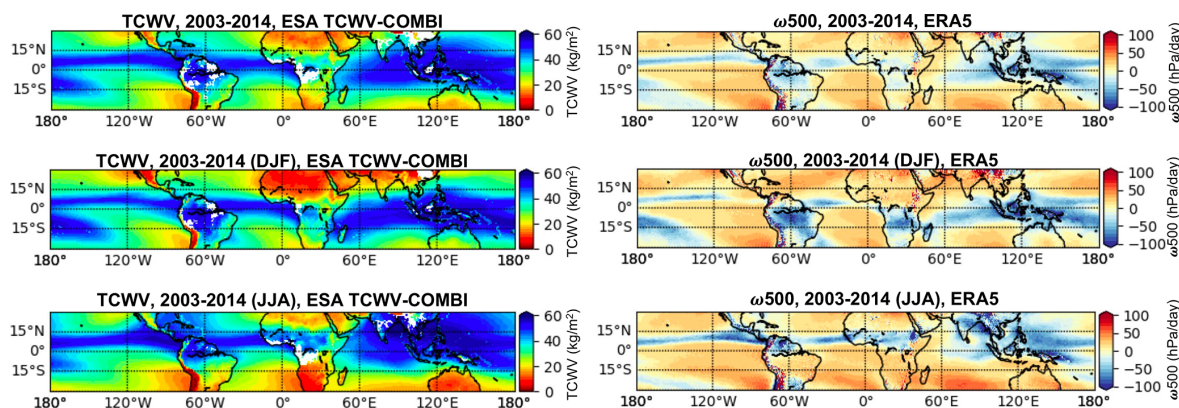 TCWV, 2003-2014, ESA TCWV-COMBI
15°N
0°
15°S
180° 120°W 60°W 0° 60°E 120°E 180°
60
40
20
0
TCWV (kg/m²)
ω500, 2003-2014, ERA5
15°N
0°
15°S
180° 120°W 60°W 0° 60°E 120°E 180°
100
50
0
−50
−100
ω500 (hPa/day)
TCWV, 2003-2014 (DJF), ESA TCWV-COMBI
15°N
0°
15°S
180° 120°W 60°W 0° 60°E 120°E 180°
60
40
20
0
TCWV (kg/m²)
ω500, 2003-2014 (DJF), ERA5
15°N
0°
15°S
180° 120°W 60°W 0° 60°E 120°E 180°
100
50
0
−50
−100
ω500 (hPa/day)
TCWV, 2003-2014 (JJA), ESA TCWV-COMBI
15°N
0°
15°S
180° 120°W 60°W 0° 60°E 120°E 180°
60
40
20
0
TCWV (kg/m²)
ω500, 2003-2014 (JJA), ERA5
15°N
0°
15°S
180° 120°W 60°W 0° 60°E 120°E 180°
100
50
0
−50
−100
ω500 (hPa/day)